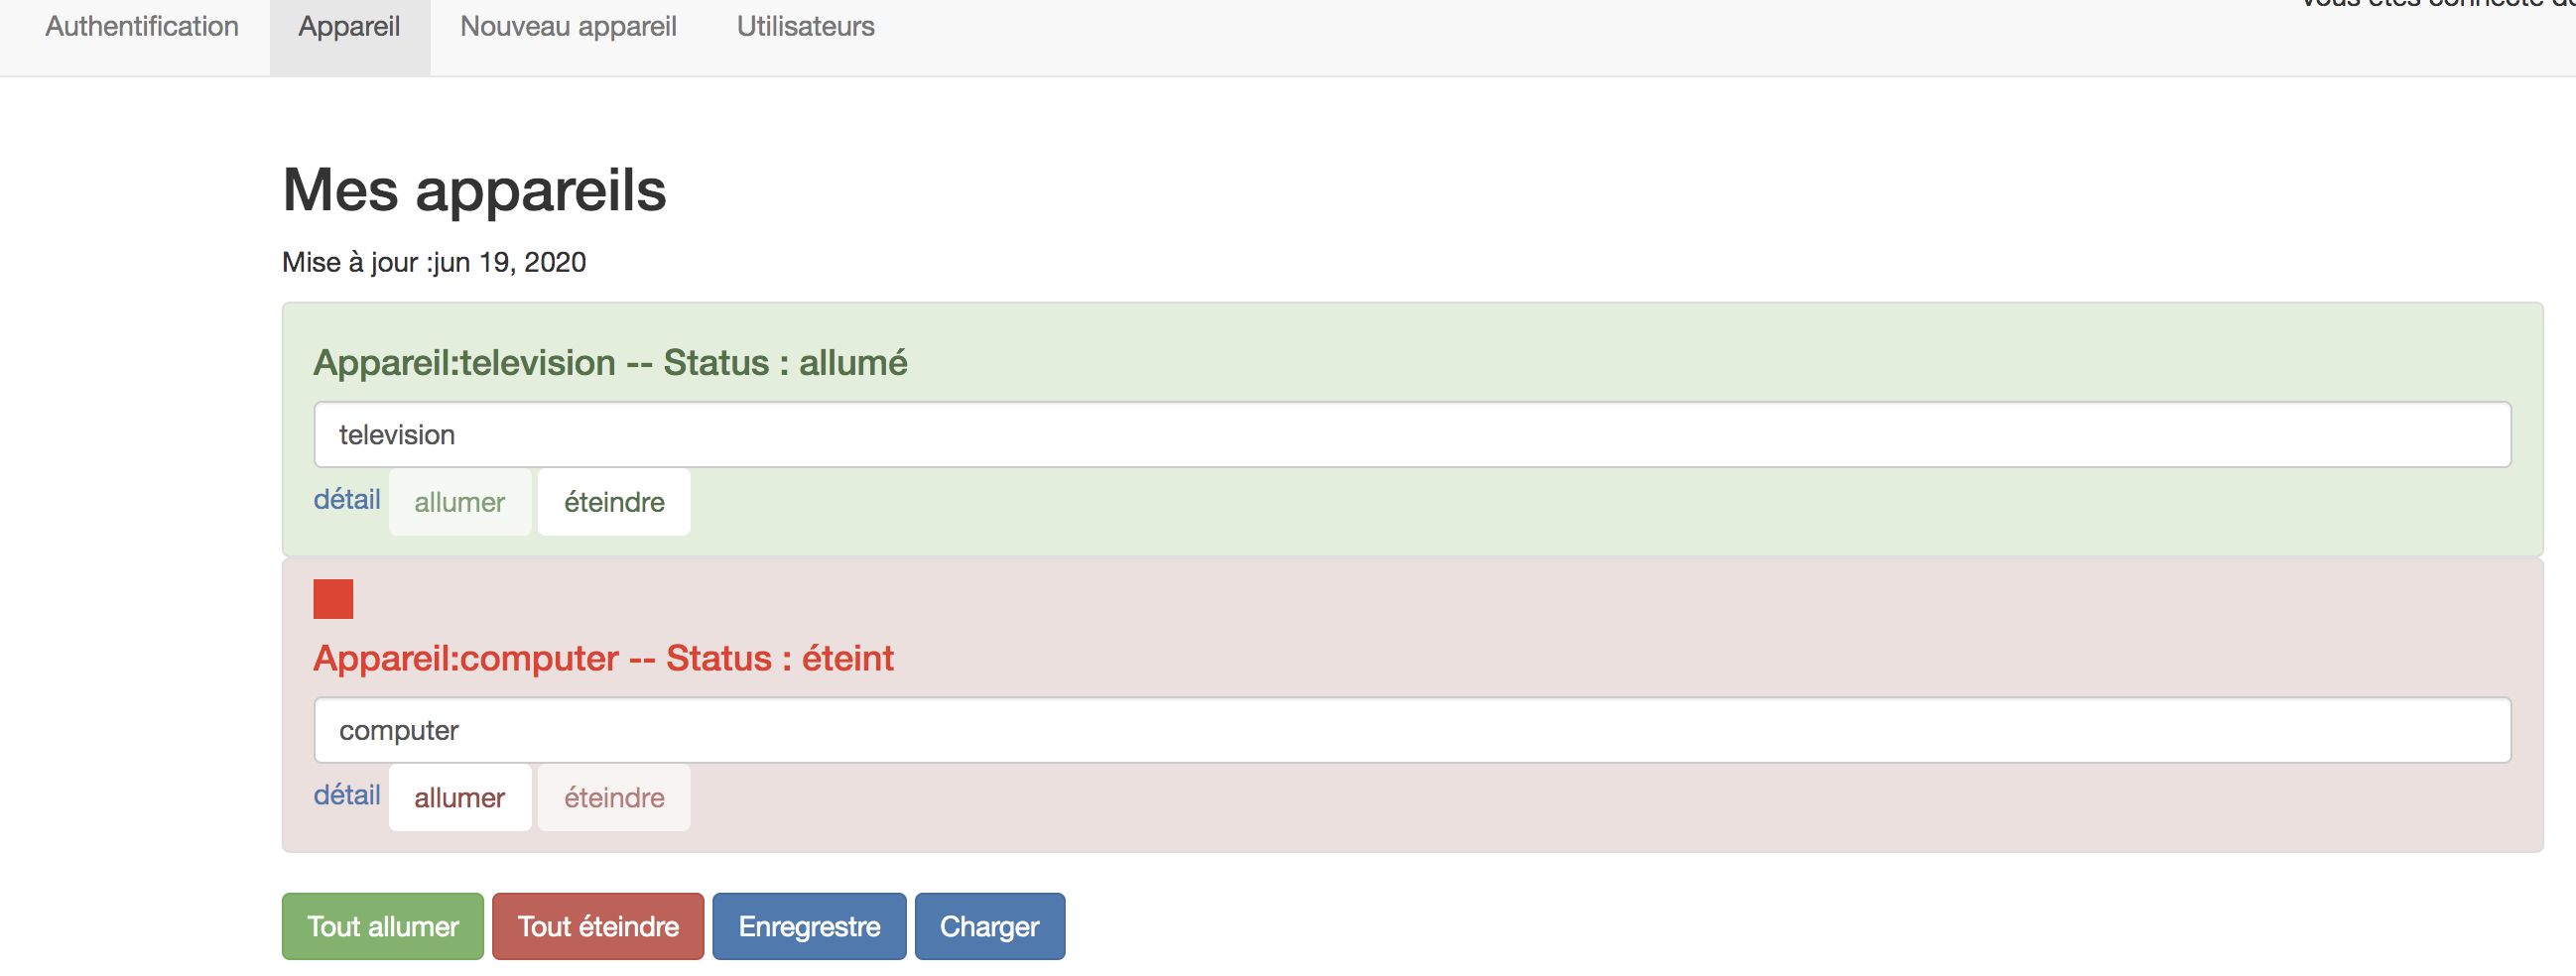 Authentification Appareil Nouveau appareil Utilisateurs
Mes appareils
Mise à jour :jun 19, 2020
Appareil:television -- Status : allumé
television
détail allumer éteindre
Appareil:computer -- Status : éteint
computer
détail allumer éteindre
Tout allumer Tout éteindre Enregrestre Charger